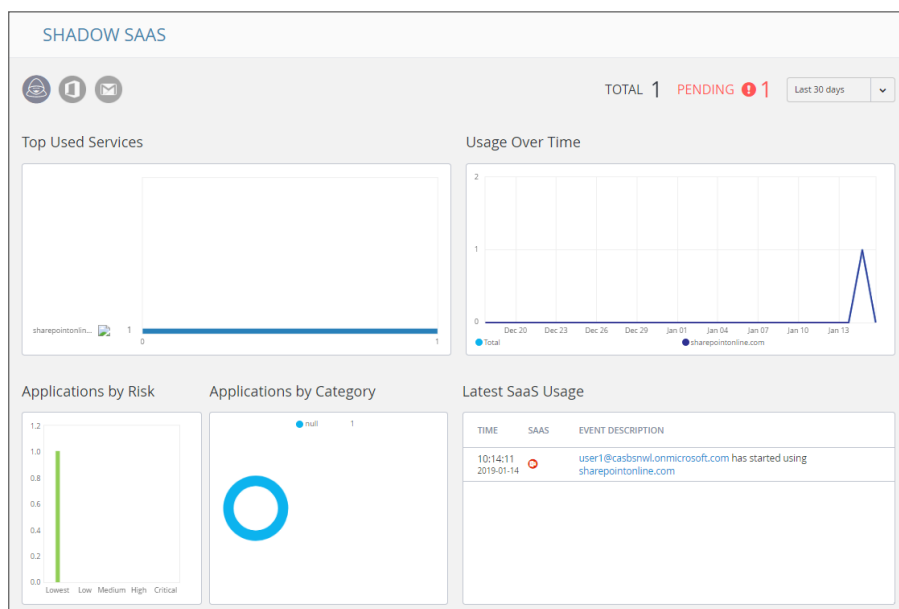 SHADOW SAAS
TOTAL 1 PENDING 1 Last 30 days
Top Used Services
sharepointonlin... 1
0 1
Usage Over Time
2
1
0
Dec 20 Dec 23 Dec 26 Dec 29 Jan 01 Jan 04 Jan 07 Jan 10 Jan 13
Total sharepointonline.com
Applications by Risk
1.2
1.0
0.8
0.6
0.4
0.2
0.0
Lowest Low Medium High Critical
Applications by Category
null 1
Latest SaaS Usage
TIME SAAS EVENT DESCRIPTION
10:14:11 user1@casbsnwl.onmicrosoft.com has started using
2019-01-14 sharepointonline.com